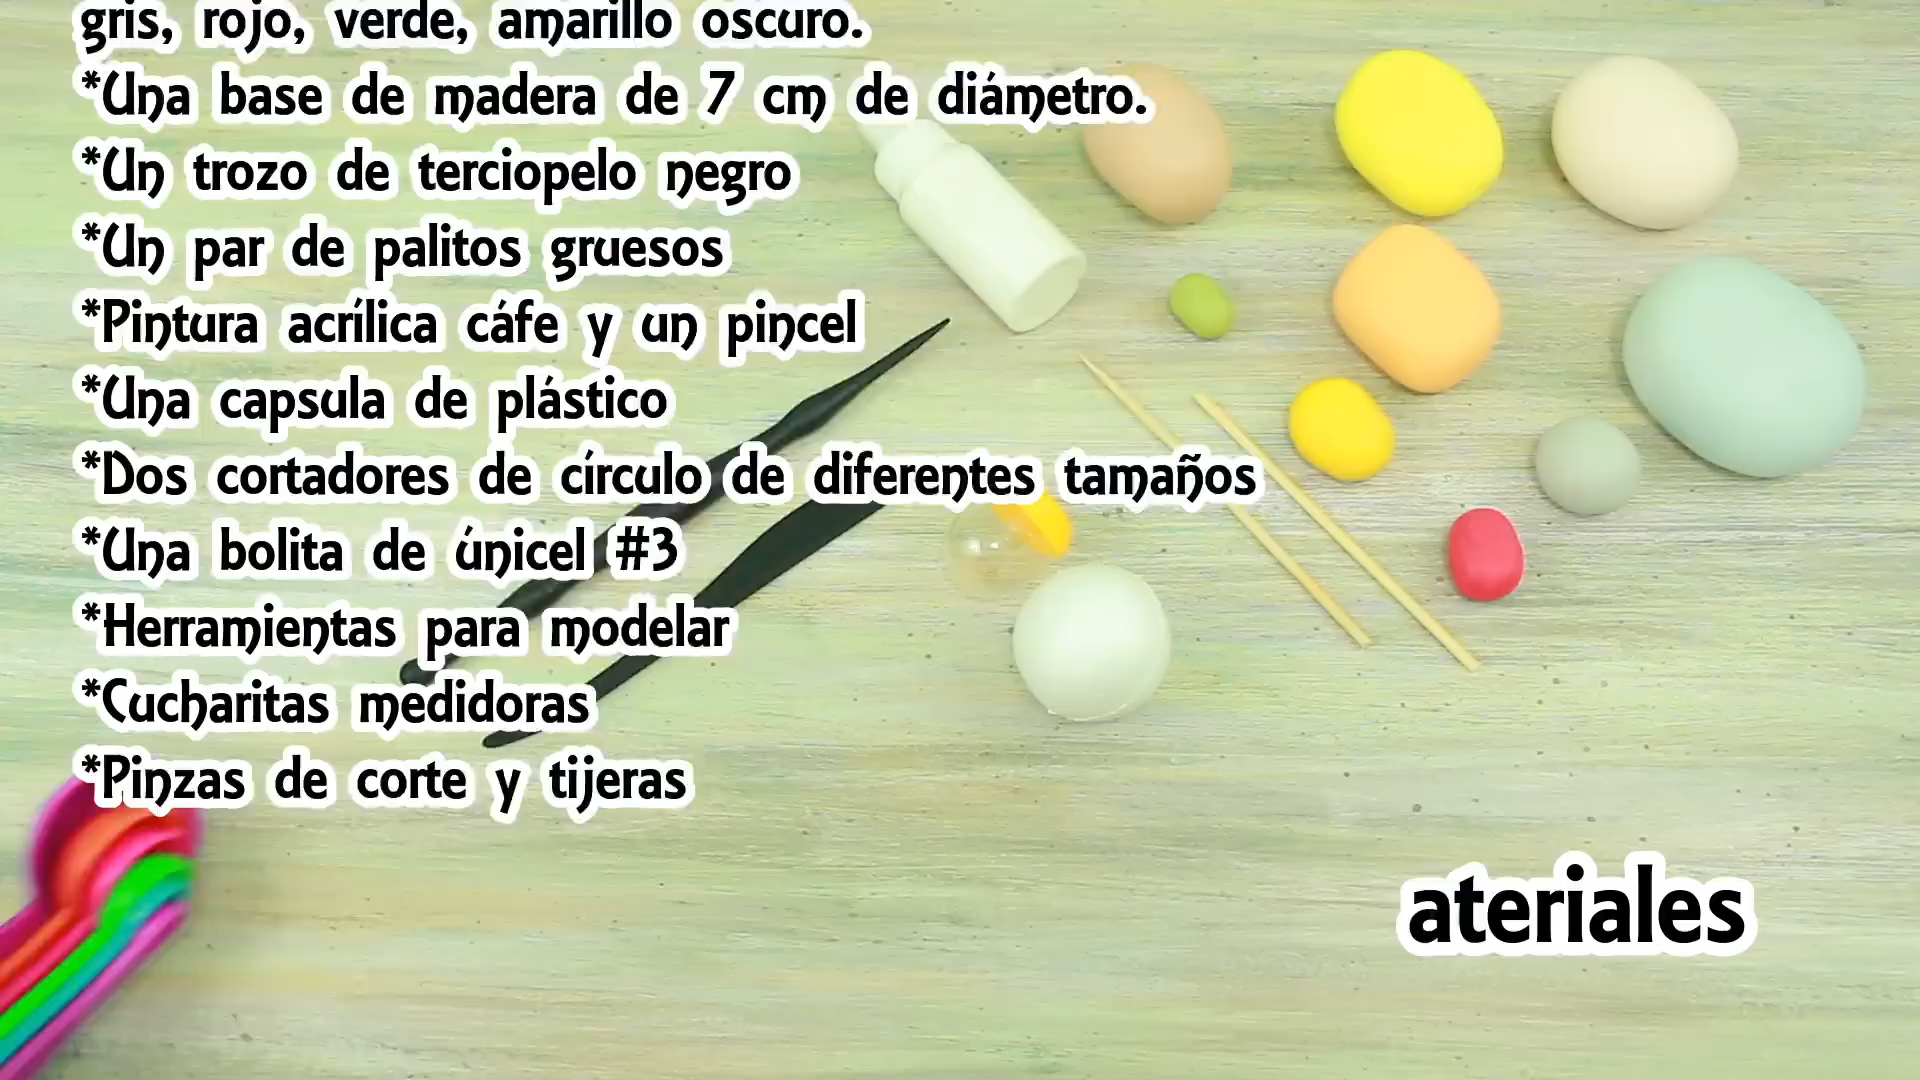 gris, rojo, verde, amarillo oscuro.
*Una base de madera de 7 cm de diámetro.
*Un trozo de terciopelo negro
*Un par de palitos gruesos
*Pintura acrílica cáfe y un pincel
*Una capsula de plástico
*Dos cortadores de círculo de diferentes tamaños
*Una bolita de únicel #3
*Herramientas para modelar
*Cucharitas medidoras
*Pinzas de corte y tijeras
ateriales